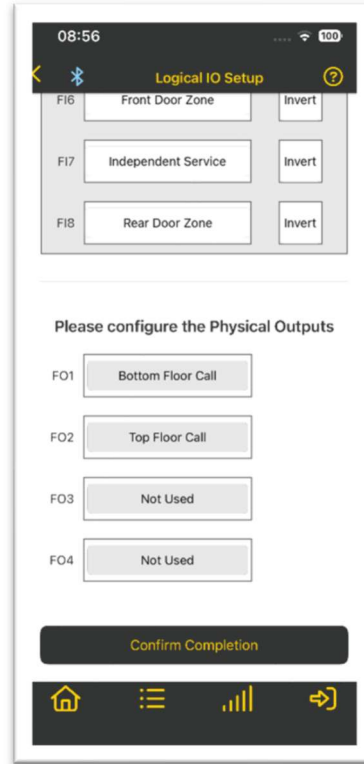 08:56 100
Logical IO Setup ?
FI6 Front Door Zone Invert
FI7 Independent Service Invert
FI8 Rear Door Zone Invert
Please configure the Physical Outputs
FO1 Bottom Floor Call
FO2 Top Floor Call
FO3 Not Used
FO4 Not Used
Confirm Completion